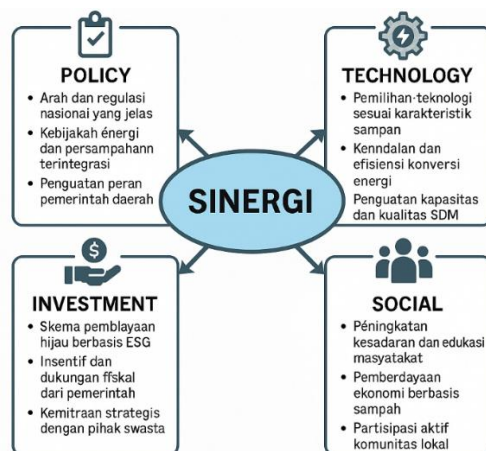 POLICY
• Arah dan regulasi
nasionai yang jelas
• Kebijakah énergi
dan persampahann
terintegrasi
• Penguatan peran
pemerintah daerah
TECHNOLOGY
• Pemilihan·teknologi
sesuai karakteristik
sampan
• Kenndalan dan
efisiensi konversi
energi
Penguatan kapasitas
dan kualitas SDM
SINERGI
INVESTMENT
• Skema pemblayaan
hijau berbasis ESG
• Insentif dan
dukungan ffskal
dari pemerintah
• Kemitraan strategis
dengan pihak swasta
SOCIAL
• Péningkatan
kesadaran dan edukasi
masyatakat
• Pemberdayaan
ekonomi berbasis
sampah
• Partisipasi aktif
komunitas lokal